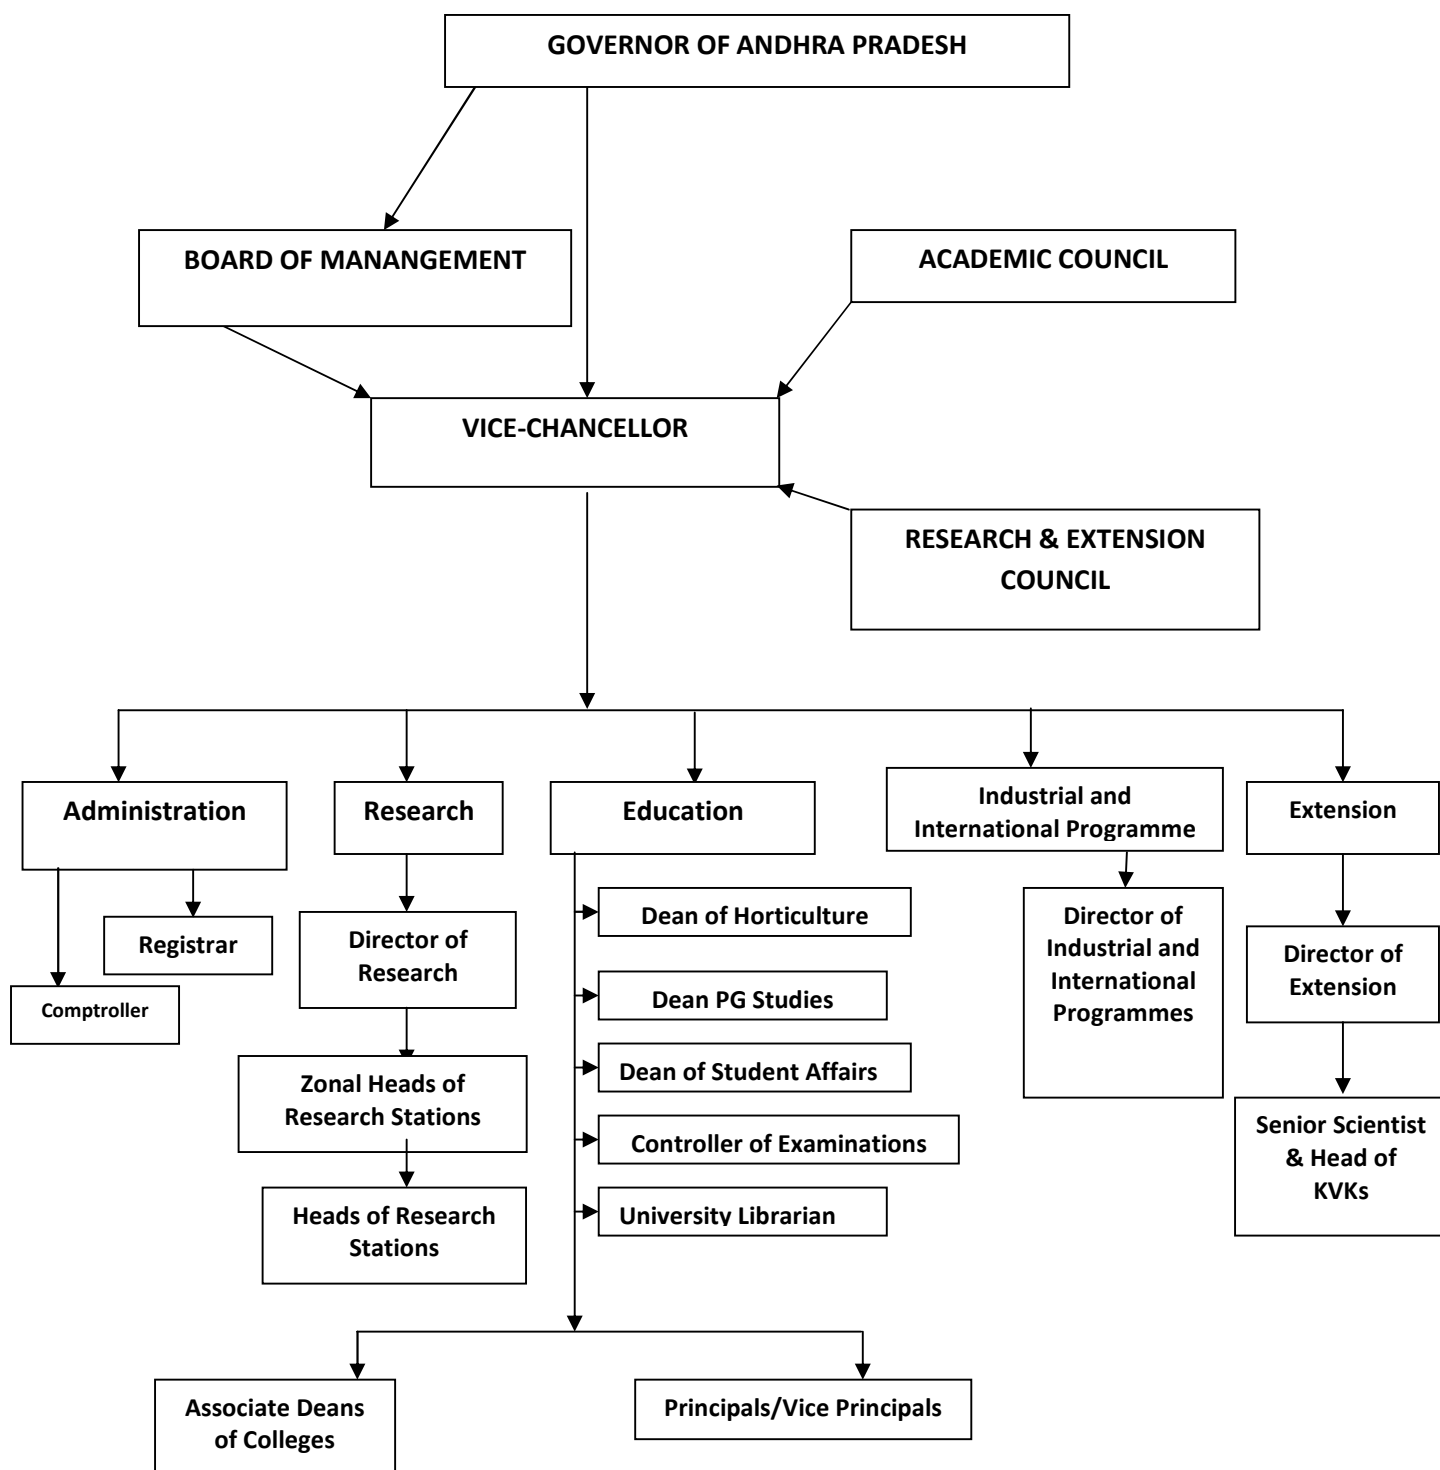 GOVERNOR OF ANDHRA PRADESH
BOARD OF MANANGEMENT
ACADEMIC COUNCIL
VICE-CHANCELLOR
RESEARCH & EXTENSION
COUNCIL
Administration
Research
Education
Industrial and
International Programme
Extension
Registrar
Comptroller
Director of
Research
Zonal Heads of
Research Stations
Heads of Research
Stations
Dean of Horticulture
Dean PG Studies
Dean of Student Affairs
Controller of Examinations
University Librarian
Director of
Industrial and
International
Programmes
Director of
Extension
Senior Scientist
& Head of
KVKs
Associate Deans
of Colleges
Principals/Vice Principals